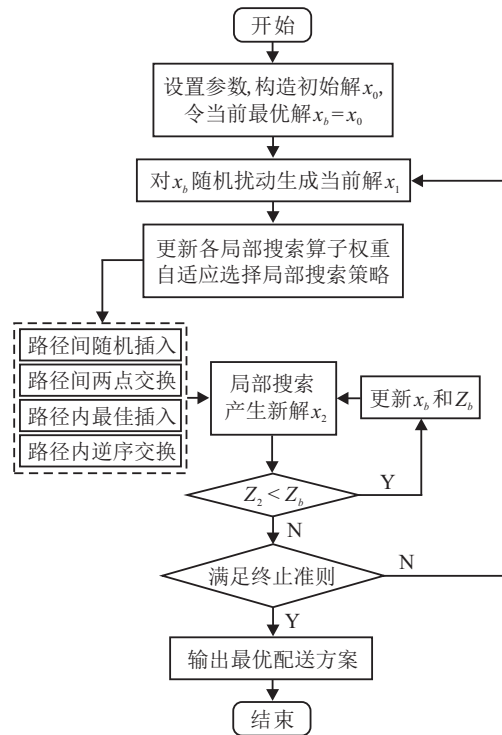 开始
设置参数,构造初始解x₀,
令当前最优解x_b=x₀
对x_b随机扰动生成当前解x₁
更新各局部搜索算子权重
自适应选择局部搜索策略
路径间随机插入
路径间两点交换
路径内最佳插入
路径内逆序交换
局部搜索
产生新解x₂
更新x_b和Z_b
Z₂<Z_b
Y
N
满足终止准则
N
Y
输出最优配送方案
结束